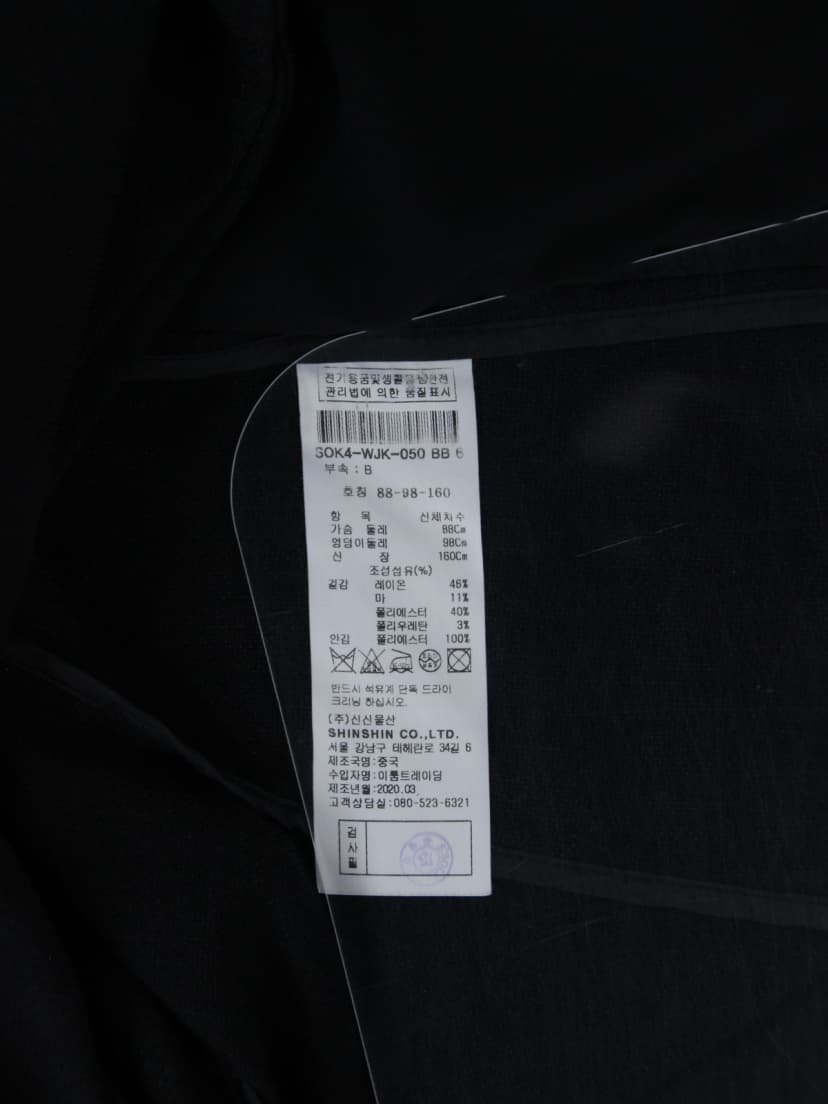 전기용품및생활용품안전
관리법에 의한 품질표시
SOK4-WJK-050 BB 6
부속 : B
호칭 88-98-160
항 목 신체치수
가슴 둘레 88Cm
엉덩이둘레 98Cm
신 장 160Cm
조성섬유(%)
겉감 레이온 46%
마 11%
폴리에스터 40%
폴리우레탄 3%
안감 폴리에스터 100%
반드시 석유계 단독 드라이
크리닝 하십시오.
(주)신신물산
SHINSHIN CO.,LTD.
서울 강남구 테헤란로 34길 6
제조국명:중국
수입자명:이룸트레이딩
제조년월:2020.03.
고객상담실:080-523-6321
검사필